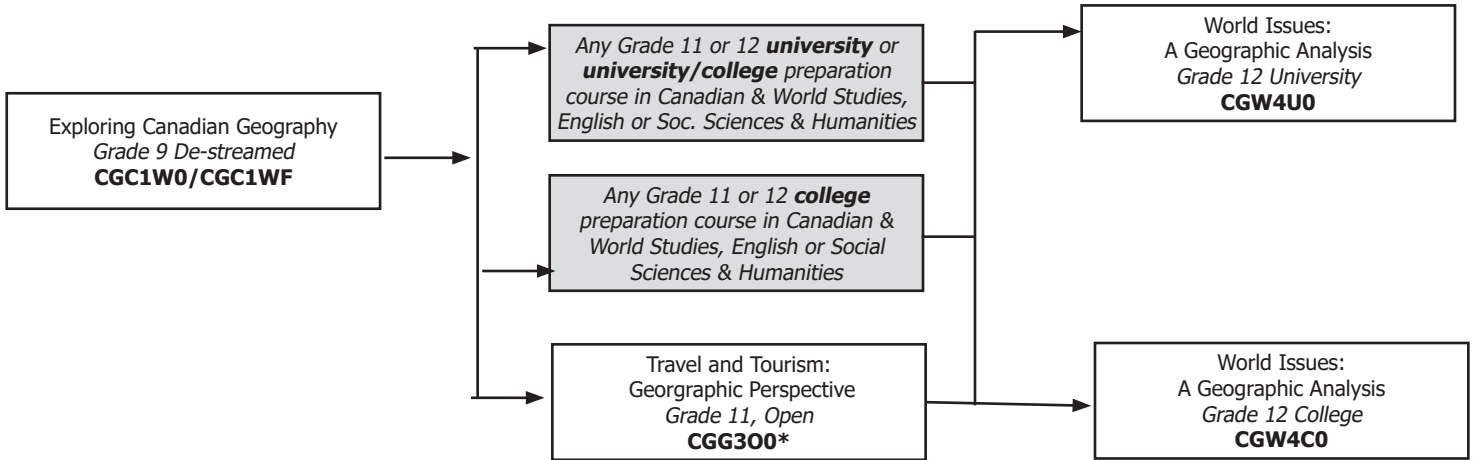 Exploring Canadian Geography
Grade 9 De-streamed
CGC1W0/CGC1WF
Any Grade 11 or 12 university or
university/college preparation
course in Canadian & World Studies,
English or Soc. Sciences & Humanities
Any Grade 11 or 12 college
preparation course in Canadian &
World Studies, English or Social
Sciences & Humanities
Travel and Tourism:
Georgraphic Perspective
Grade 11, Open
CGG3O0*
World Issues:
A Geographic Analysis
Grade 12 University
CGW4U0
World Issues:
A Geographic Analysis
Grade 12 College
CGW4C0